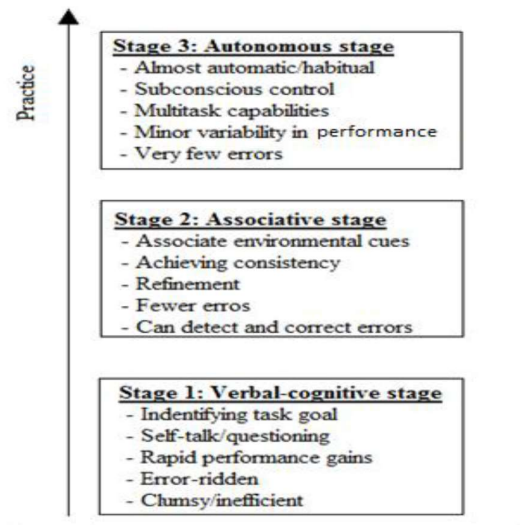 Practice
Stage 3: Autonomous stage
- Almost automatic/habitual
- Subconscious control
- Multitask capabilities
- Minor variability in performance
- Very few errors
Stage 2: Associative stage
- Associate environmental cues
- Achieving consistency
- Refinement
- Fewer erros
- Can detect and correct errors
Stage 1: Verbal-cognitive stage
- Indentifying task goal
- Self-talk/questioning
- Rapid performance gains
- Error-ridden
- Clumsy/inefficient